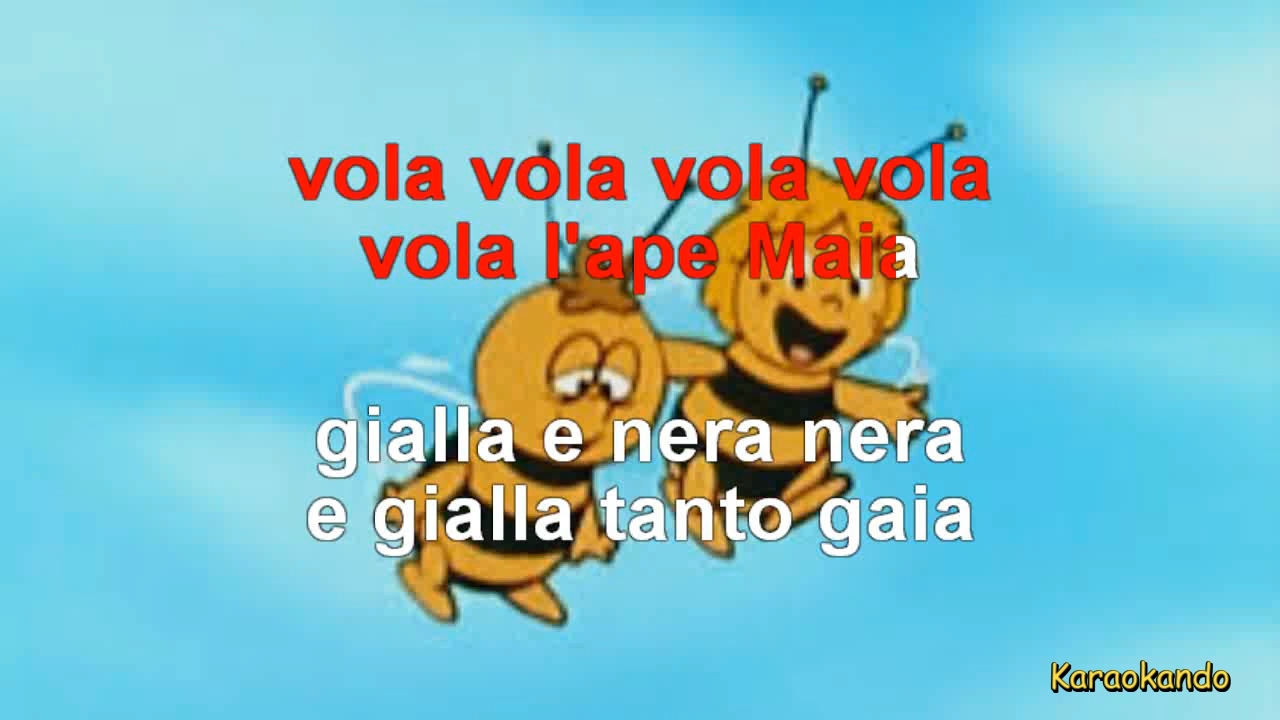 vola vola vola vola
vola l'ape Maia
gialla e nera nera
e gialla tanto gaia
Karaokando